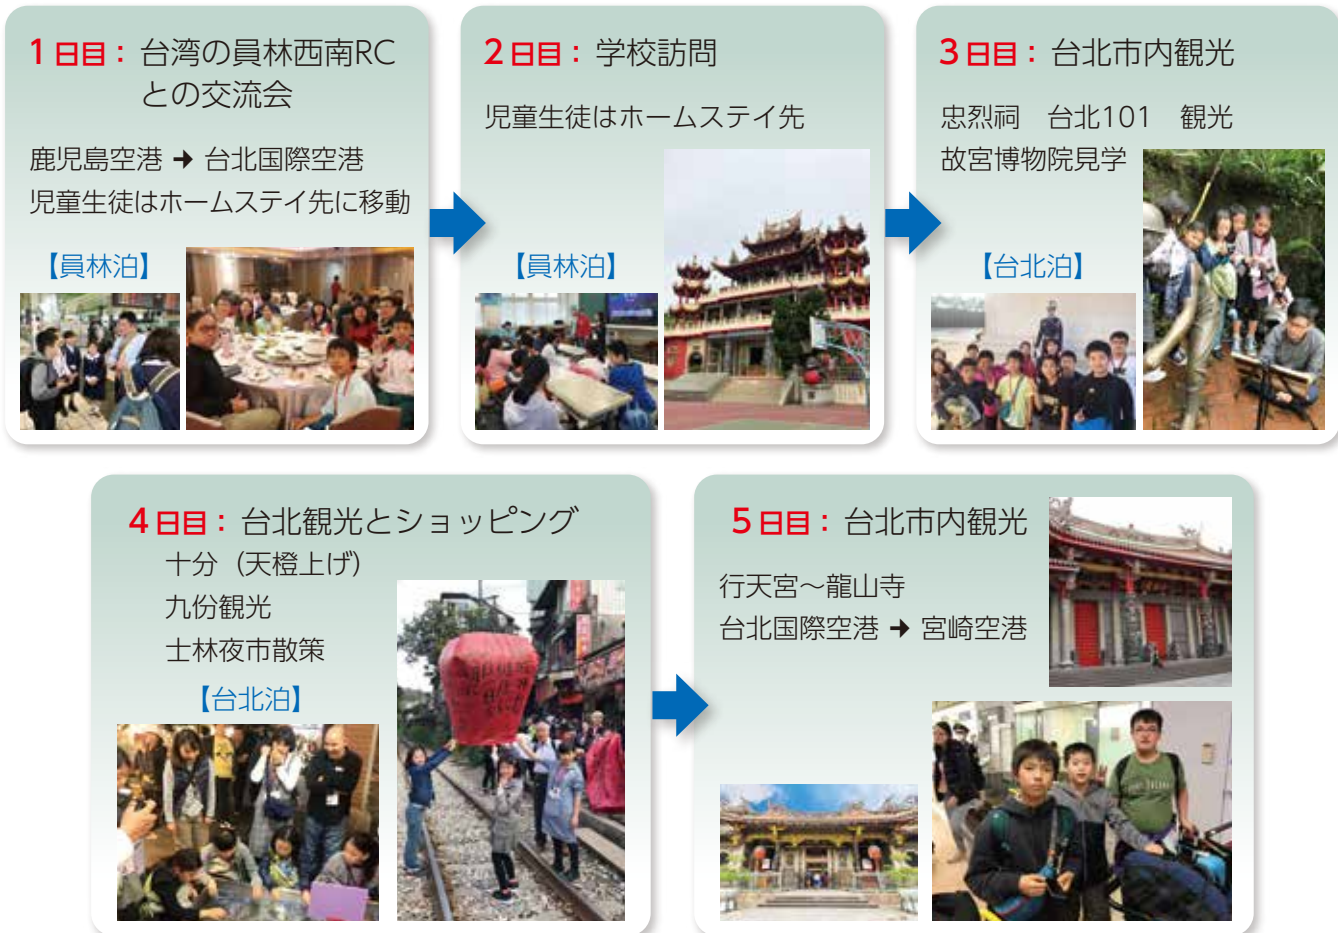 1日目：台湾の員林西南RC
との交流会
鹿児島空港 ➜ 台北国際空港
児童生徒はホームステイ先に移動
【員林泊】
2日目：学校訪問
児童生徒はホームステイ先
【員林泊】
3日目：台北市内観光
忠烈祠　台北101　観光
故宮博物院見学
【台北泊】
4日目：台北観光とショッピング
十分（天橙上げ）
九份観光
士林夜市散策
【台北泊】
5日目：台北市内観光
行天宮～龍山寺
台北国際空港 ➜ 宮崎空港